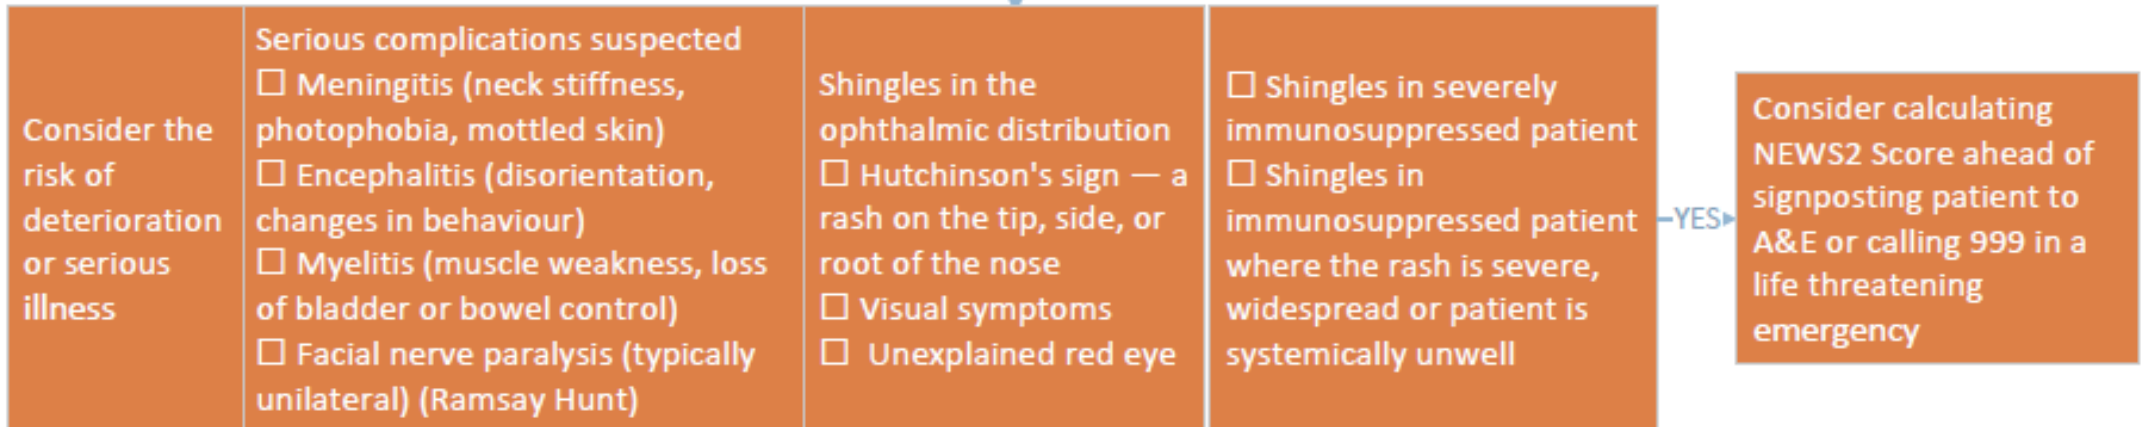 Consider the
risk of
deterioration
or serious
illness
Serious complications suspected
☐ Meningitis (neck stiffness,
photophobia, mottled skin)
☐ Encephalitis (disorientation,
changes in behaviour)
☐ Myelitis (muscle weakness, loss
of bladder or bowel control)
☐ Facial nerve paralysis (typically
unilateral) (Ramsay Hunt)
Shingles in the
ophthalmic distribution
☐ Hutchinson's sign — a
rash on the tip, side, or
root of the nose
☐ Visual symptoms
☐ Unexplained red eye
☐ Shingles in severely
immunosuppressed patient
☐ Shingles in
immunosuppressed patient
where the rash is severe,
widespread or patient is
systemically unwell
YES
Consider calculating
NEWS2 Score ahead of
signposting patient to
A&E or calling 999 in a
life threatening
emergency